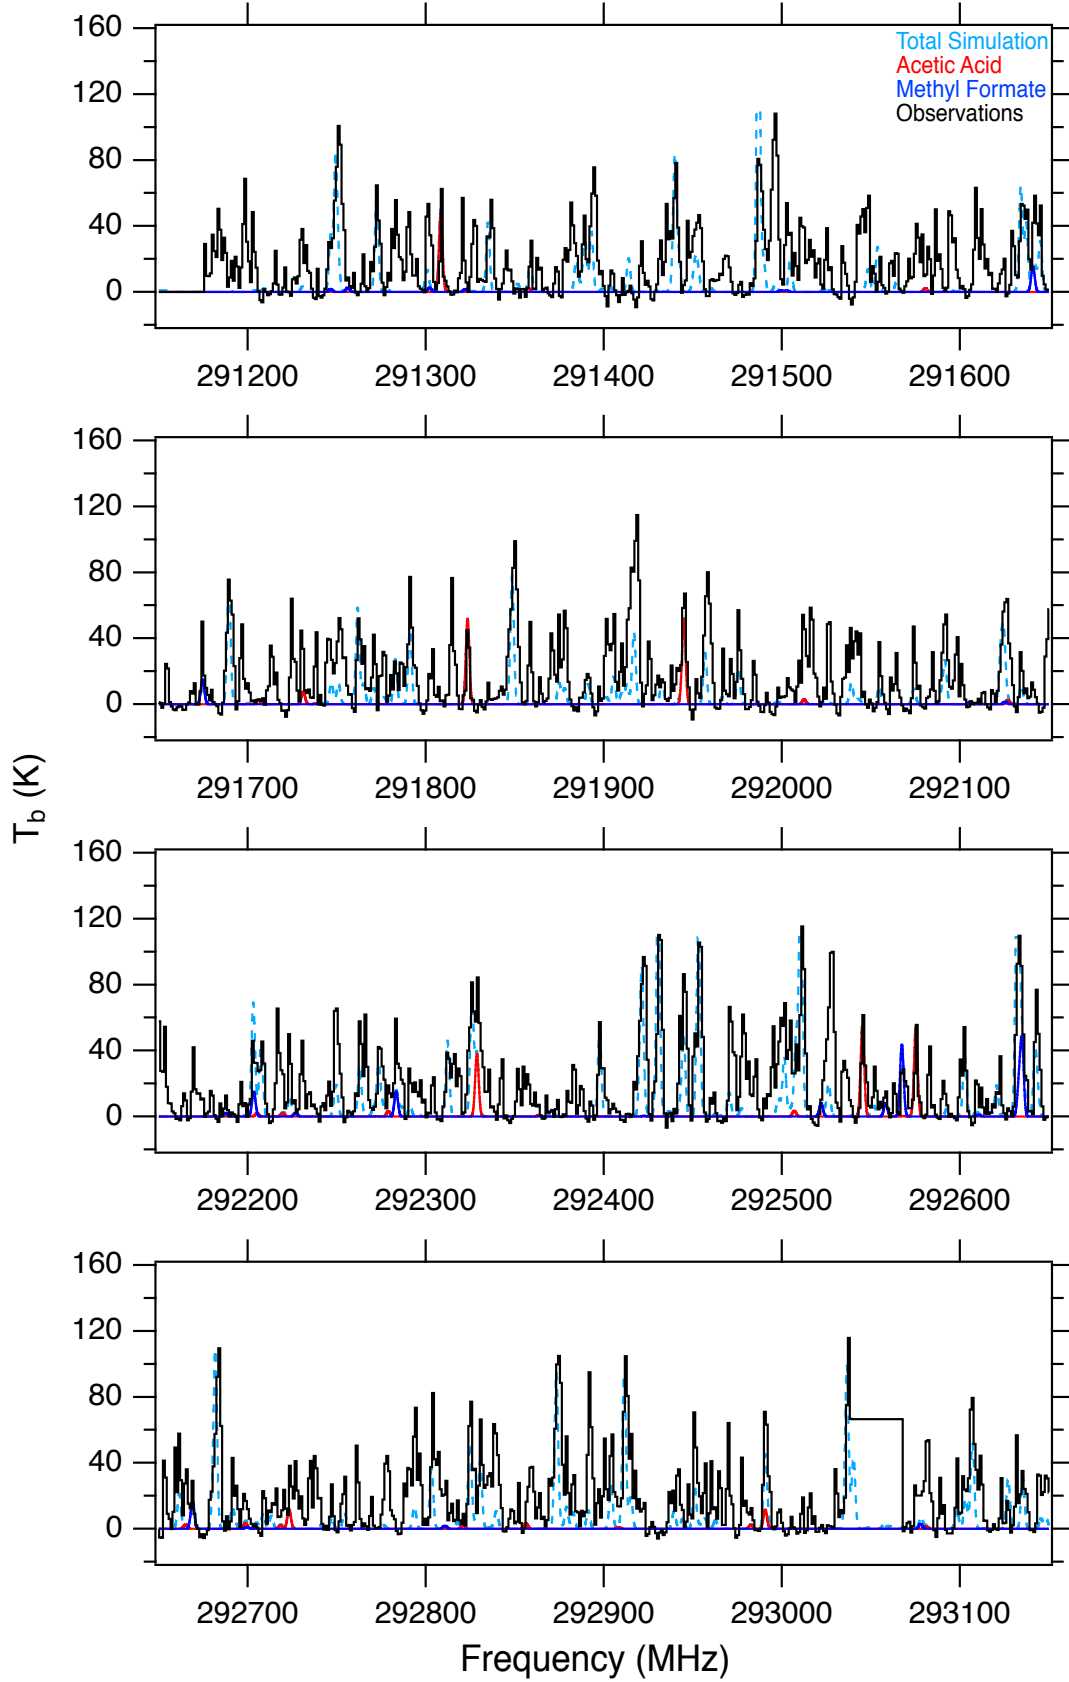 160
120
80
40
0
Total Simulation
Acetic Acid
Methyl Formate
Observations
291200 291300 291400 291500 291600
160
120
80
40
0
291700 291800 291900 292000 292100
T_b (K)
160
120
80
40
0
292200 292300 292400 292500 292600
160
120
80
40
0
292700 292800 292900 293000 293100
Frequency (MHz)